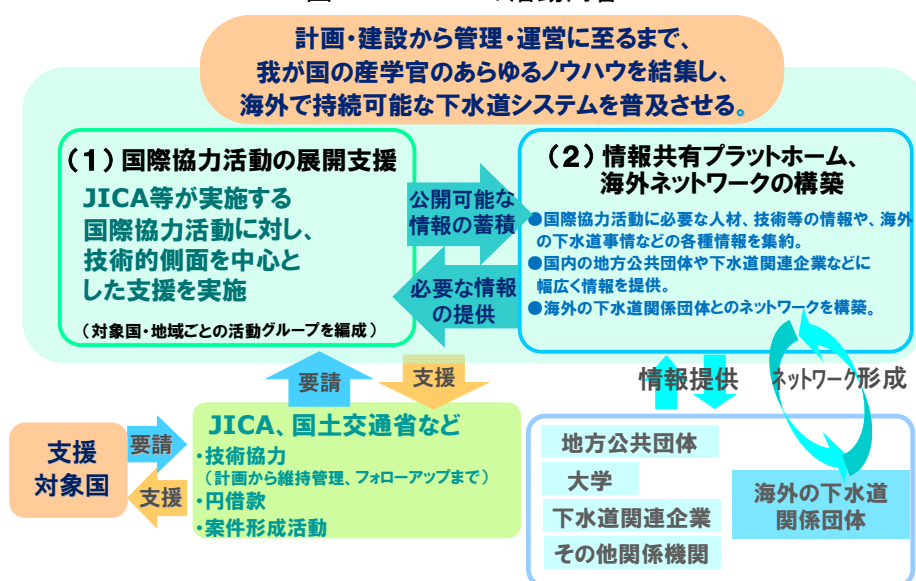 計画・建設から管理・運営に至るまで、
我が国の産学官のあらゆるノウハウを結集し、
海外で持続可能な下水道システムを普及させる。
（１）国際協力活動の展開支援
JICA等が実施する
国際協力活動に対し、
技術的側面を中心と
した支援を実施
（対象国・地域ごとの活動グループを編成）
公開可能な
情報の蓄積
必要な情報
の提供
（２）情報共有プラットホーム、
海外ネットワークの構築
●国際協力活動に必要な人材、技術等の情報や、海外
の下水道事情などの各種情報を集約。
●国内の地方公共団体や下水道関連企業などに
幅広く情報を提供。
●海外の下水道関係団体とのネットワークを構築。
要請
支援
情報提供
ネットワーク形成
支援
対象国
要請
支援
JICA、国土交通省など
・技術協力
（計画から維持管理、フォローアップまで）
・円借款
・案件形成活動
地方公共団体
大学
下水道関連企業
その他関係機関
海外の下水道
関係団体